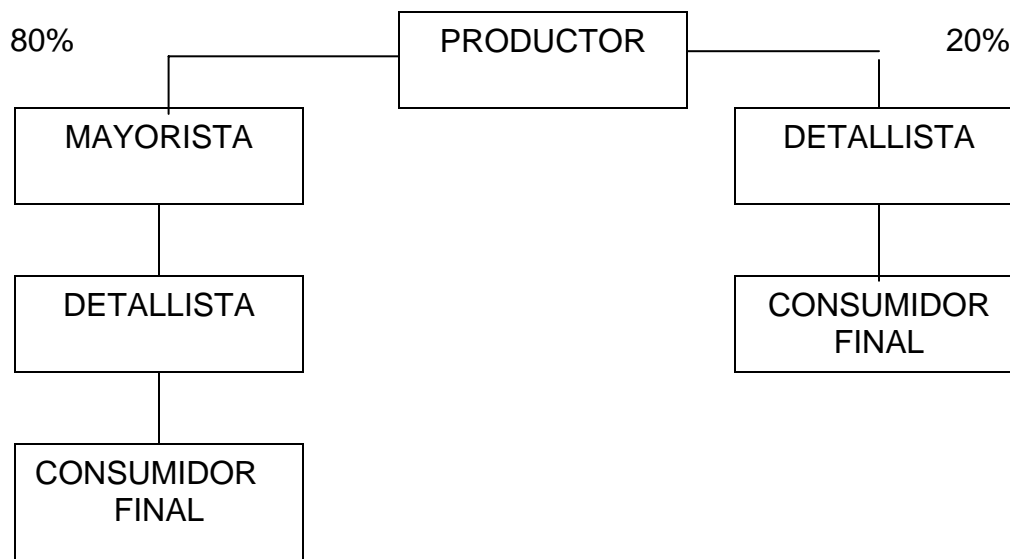 80%
PRODUCTOR
20%
MAYORISTA
DETALLISTA
DETALLISTA
CONSUMIDOR
FINAL
CONSUMIDOR
FINAL